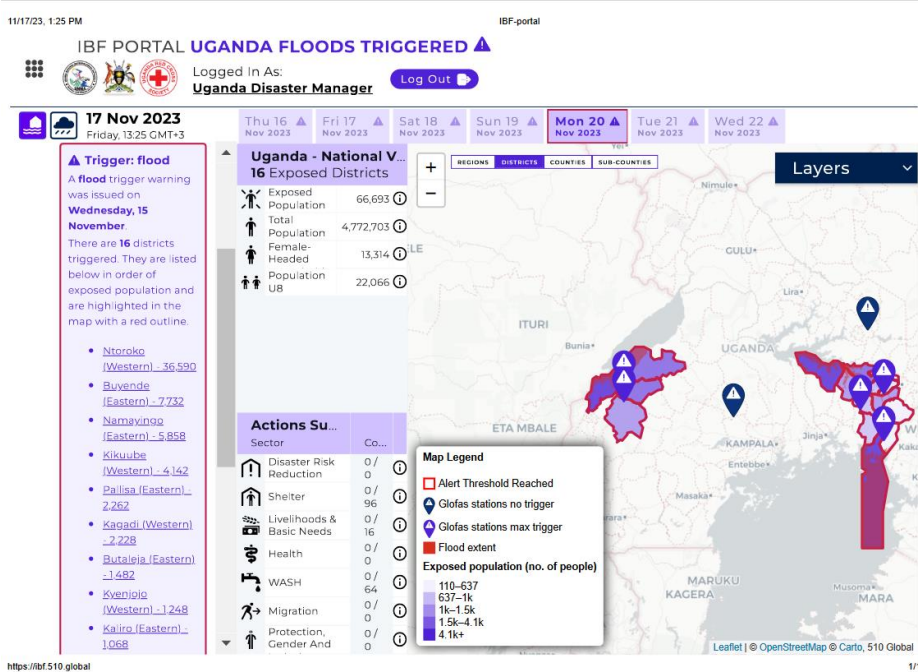 11/17/23, 1:25 PM
IBF-portal
IBF PORTAL UGANDA FLOODS TRIGGERED
Logged In As:
Uganda Disaster Manager
Log Out
17 Nov 2023
Friday, 13:25 GMT+3
Thu 16
Nov 2023
Fri 17
Nov 2023
Sat 18
Nov 2023
Sun 19
Nov 2023
Mon 20
Nov 2023
Tue 21
Nov 2023
Wed 22
Nov 2023
Trigger: flood
A flood trigger warning
was issued on
Wednesday, 15
November.
There are 16 districts
triggered. They are listed
below in order of
exposed population and
are highlighted in the
map with a red outline.
Ntoroko
(Western) - 36,590
Buyende
(Eastern) - 7,732
Namayingo
(Eastern) - 5,858
Kikuube
(Western) - 4,142
Pallisa (Eastern) -
2,262
Kagadi (Western)
- 2,228
Butaleja (Eastern)
- 1,482
Kyenjojo
(Western) - 1,248
Kaliro (Eastern) -
1,068
Uganda - National V...
16 Exposed Districts
Exposed
Population
66,693
Total
Population
4,772,703
Female-
Headed
13,314
Population
U8
22,066
Actions Su...
Sector
Co...
Disaster Risk
Reduction
0 /
0
Shelter
0 /
96
Livelihoods &
Basic Needs
0 /
16
Health
0 /
0
WASH
0 /
64
Migration
0 /
0
Protection,
Gender And
0 /
0
+
−
REGIONS
DISTRICTS
COUNTIES
SUB-COUNTIES
Layers
Nimule
GULU
Lira
ITURI
Bunia
UGANDA
ETA MBALE
KAMPALA
Jinja
Entebbe
Masaka
MARUKU
KAGERA
Musoma
MARA
Map Legend
Alert Threshold Reached
Glofas stations no trigger
Glofas stations max trigger
Flood extent
Exposed population (no. of people)
110-637
637-1k
1k-1.5k
1.5k-4.1k
4.1k+
Leaflet | © OpenStreetMap © Carto, 510 Global
https://ibf.510.global
1/